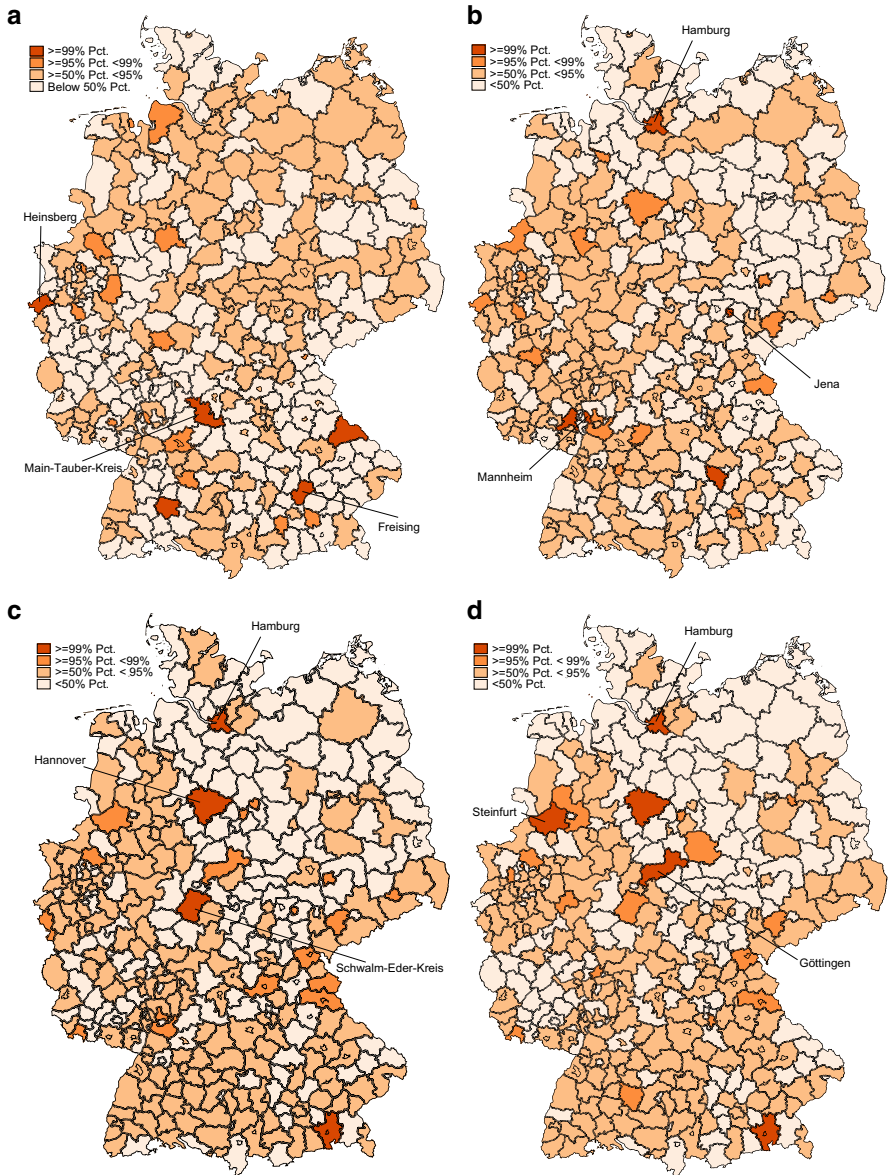 a
>=99% Pct.
>=95% Pct. <99%
>=50% Pct. <95%
Below 50% Pct.
Heinsberg
Main-Tauber-Kreis
Freising
b
Hamburg
>=99% Pct.
>=95% Pct. <99%
>=50% Pct. <95%
<50% Pct.
Jena
Mannheim
c
Hamburg
>=99% Pct.
>=95% Pct. <99%
>=50% Pct. < 95%
<50% Pct.
Hannover
Schwalm-Eder-Kreis
d
Hamburg
>=99% Pct.
>=95% Pct. < 99%
>=50% Pct. < 95%
<50% Pct.
Steinfurt
Göttingen